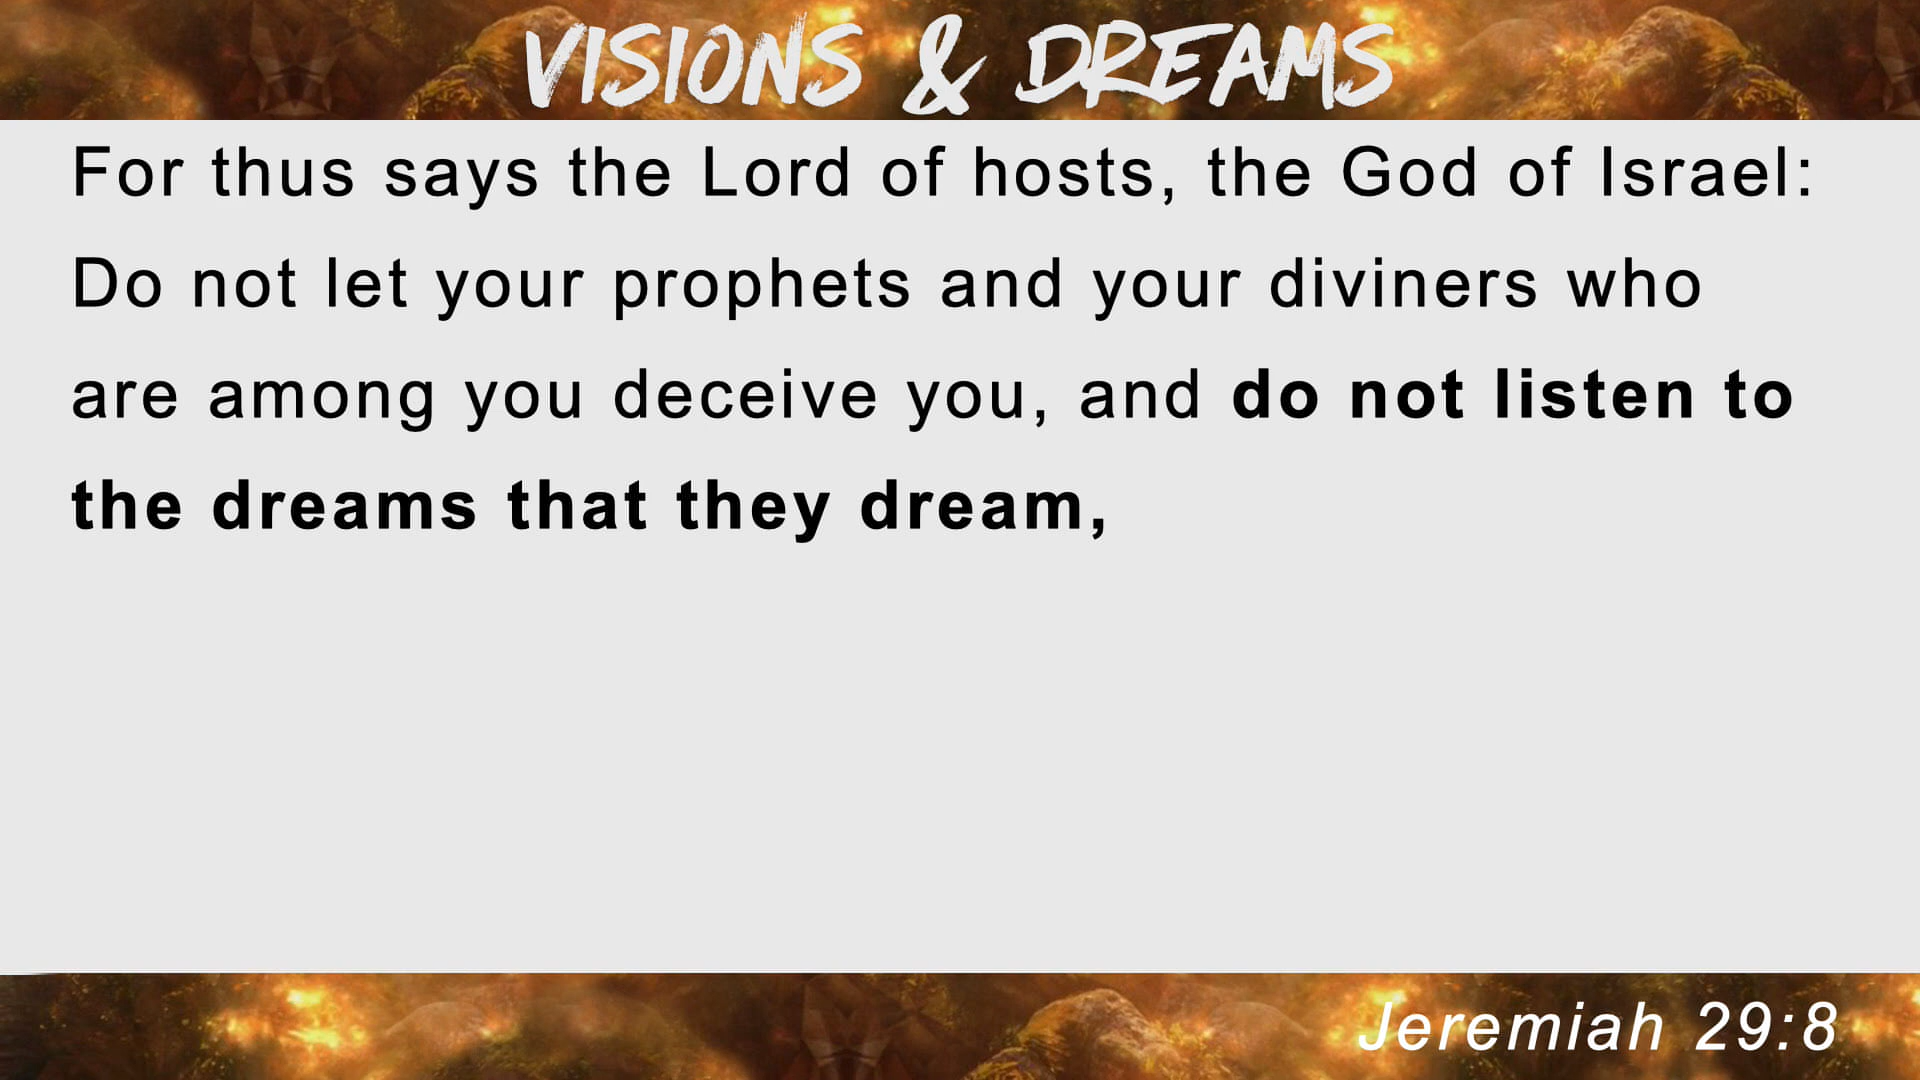 VISIONS & DREAMS
For thus says the Lord of hosts, the God of Israel:
Do not let your prophets and your diviners who
are among you deceive you, and do not listen to
the dreams that they dream,
Jeremiah 29:8